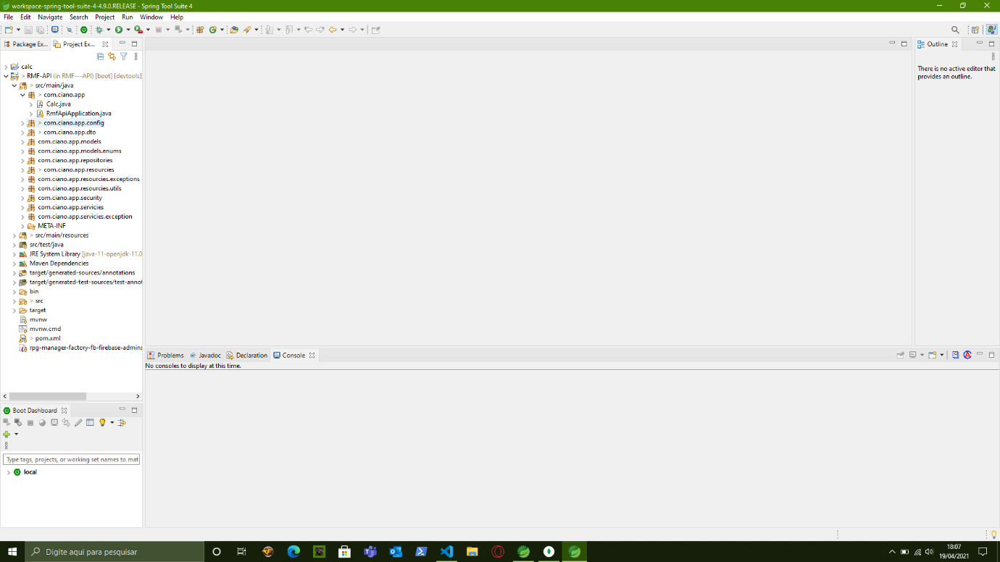 workspace-spring-tool-suite-4-4.9.0.RELEASE - Spring Tool Suite 4
File Edit Navigate Search Project Run Window Help
Package Ex... Project Ex...
calc
> RMF-API (in RMF---API) [boot] [devtools]
> src/main/java
> com.ciano.app
Calc.java
RmfApiApplication.java
> com.ciano.app.config
> com.ciano.app.dto
com.ciano.app.models
com.ciano.app.models.enums
com.ciano.app.repositories
> com.ciano.app.resourcies
com.ciano.app.resourcies.exceptions
com.ciano.app.resourcies.utils
com.ciano.app.security
com.ciano.app.servicies
com.ciano.app.servicies.exception
META-INF
> src/main/resources
src/test/java
JRE System Library [java-11-openjdk-11.0
Maven Dependencies
target/generated-sources/annotations
target/generated-test-sources/test-annot
bin
> src
target
mvnw
mvnw.cmd
> pom.xml
rpg-manager-factory-fb-firebase-admins
Outline
There is no active editor that
provides an outline.
Problems Javadoc Declaration Console
No consoles to display at this time.
Boot Dashboard
Type tags, projects, or working set names to mat
local
Digite aqui para pesquisar
18:07
19/04/2021